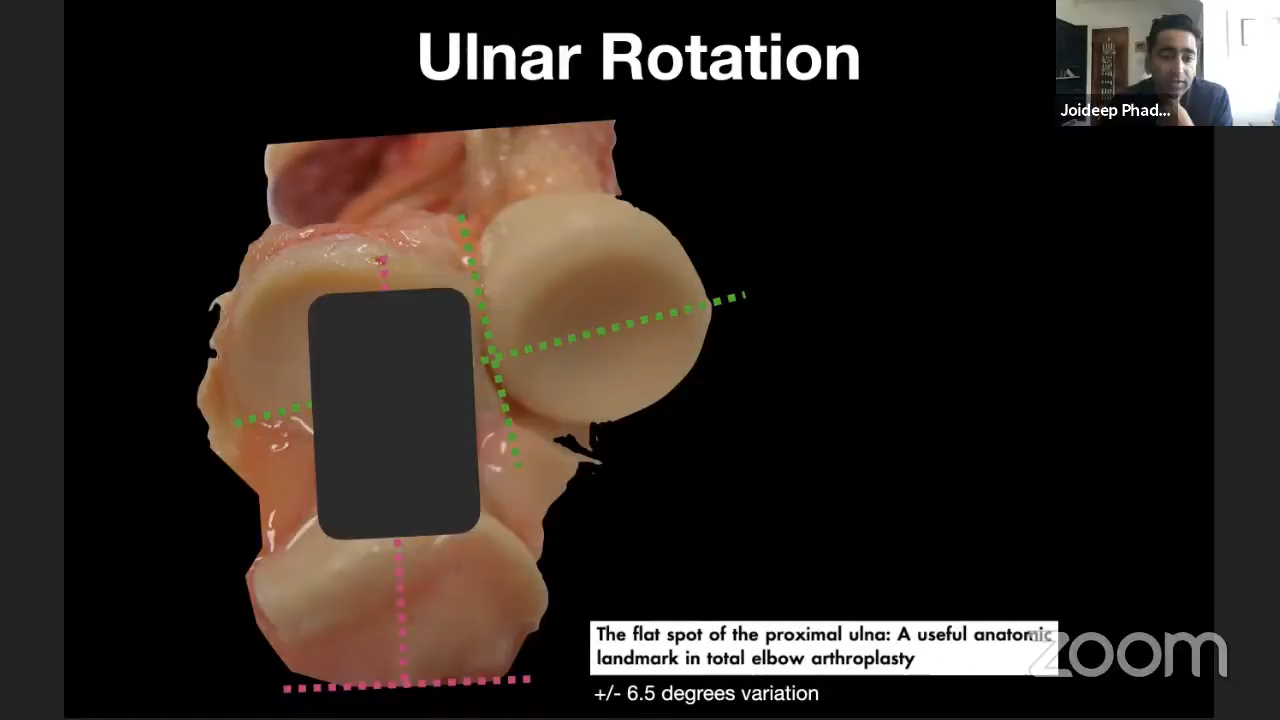 Ulnar Rotation
Joideep Phad...
The flat spot of the proximal ulna: A useful anatomic
landmark in total elbow arthroplasty
zoom
+/- 6.5 degrees variation